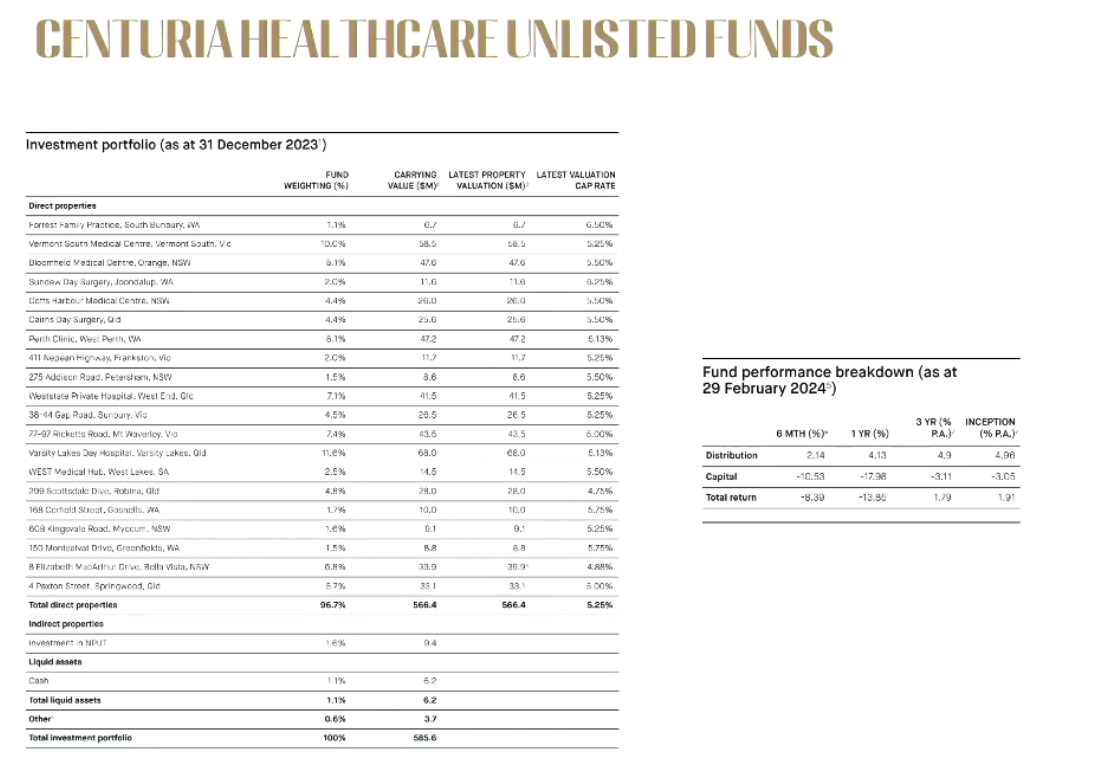 CENTURIA HEALTHCARE UNLISTED FUNDS
Investment portfolio (as at 31 December 2023¹)
FUND WEIGHTING (%) CARRYING VALUE ($M)² LATEST PROPERTY VALUATION ($M)³ LATEST VALUATION CAP RATE
Direct properties
Forrest Family Practice, South Bunbury, WA 1.1% 6.7 6.7 6.50%
Vermont South Medical Centre, Vermont South, Vic 10.0% 58.5 58.5 5.25%
Bloomfield Medical Centre, Orange, NSW 8.1% 47.6 47.6 5.50%
Sundew Day Surgery, Joondalup, WA 2.0% 11.6 11.6 6.25%
Coffs Harbour Medical Centre, NSW 4.4% 26.0 26.0 5.50%
Cairns Day Surgery, Qld 4.4% 25.6 25.6 5.50%
Perth Clinic, West Perth, WA 8.1% 47.2 47.2 5.13%
411 Nepean Highway, Frankston, Vic 2.0% 11.7 11.7 5.25%
275 Addison Road, Petersham, NSW 1.5% 8.6 8.6 5.50%
Weststate Private Hospital, West End, Qld 7.1% 41.5 41.5 5.25%
38-44 Gap Road, Sunbury, Vic 4.5% 26.5 26.5 5.25%
77-97 Ricketts Road, Mt Waverley, Vic 7.4% 43.5 43.5 5.00%
Varsity Lakes Day Hospital, Varsity Lakes, Qld 11.6% 68.0 68.0 5.13%
WEST Medical Hub, West Lakes, SA 2.5% 14.5 14.5 5.50%
299 Scottsdale Dive, Robina, Qld 4.8% 28.0 28.0 4.75%
168 Corfield Street, Gosnells, WA 1.7% 10.0 10.0 5.75%
609 Kingsvale Road, Myocum, NSW 1.6% 9.1 9.1 5.25%
150 Montsalvat Drive, Greenfields, WA 1.5% 8.8 8.8 5.75%
8 Elizabeth MacArthur Drive, Bella Vista, NSW 6.8% 39.9 39.9 4.88%
4 Paxton Street, Springwood, Qld 5.7% 33.1 33.1 5.00%
Total direct properties 96.7% 566.4 566.4 5.25%
Indirect properties
Investment in NPUT 1.6% 9.4
Liquid assets
Cash 1.1% 6.2
Total liquid assets 1.1% 6.2
Other 0.6% 3.7
Total investment portfolio 100% 585.6
Fund performance breakdown (as at
29 February 2024⁵)
6 MTH (%)⁶ 1 YR (%) 3 YR (% P.A.)⁷ INCEPTION (% P.A.)⁷
Distribution 2.14 4.13 4.9 4.96
Capital -10.53 -17.98 -3.11 -3.05
Total return -8.39 -13.85 1.79 1.91